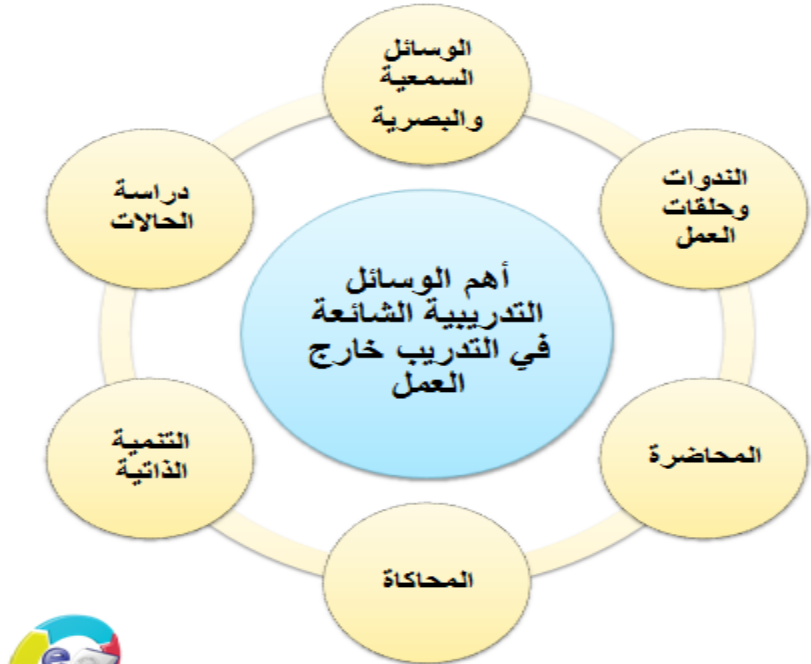 الوسائل
السمعية
والبصرية
الندوات
وحلقات
العمل
المحاضرة
المحاكاة
التنمية
الذاتية
دراسة
الحالات
أهم الوسائل
التدريبية الشائعة
في التدريب خارج
العمل